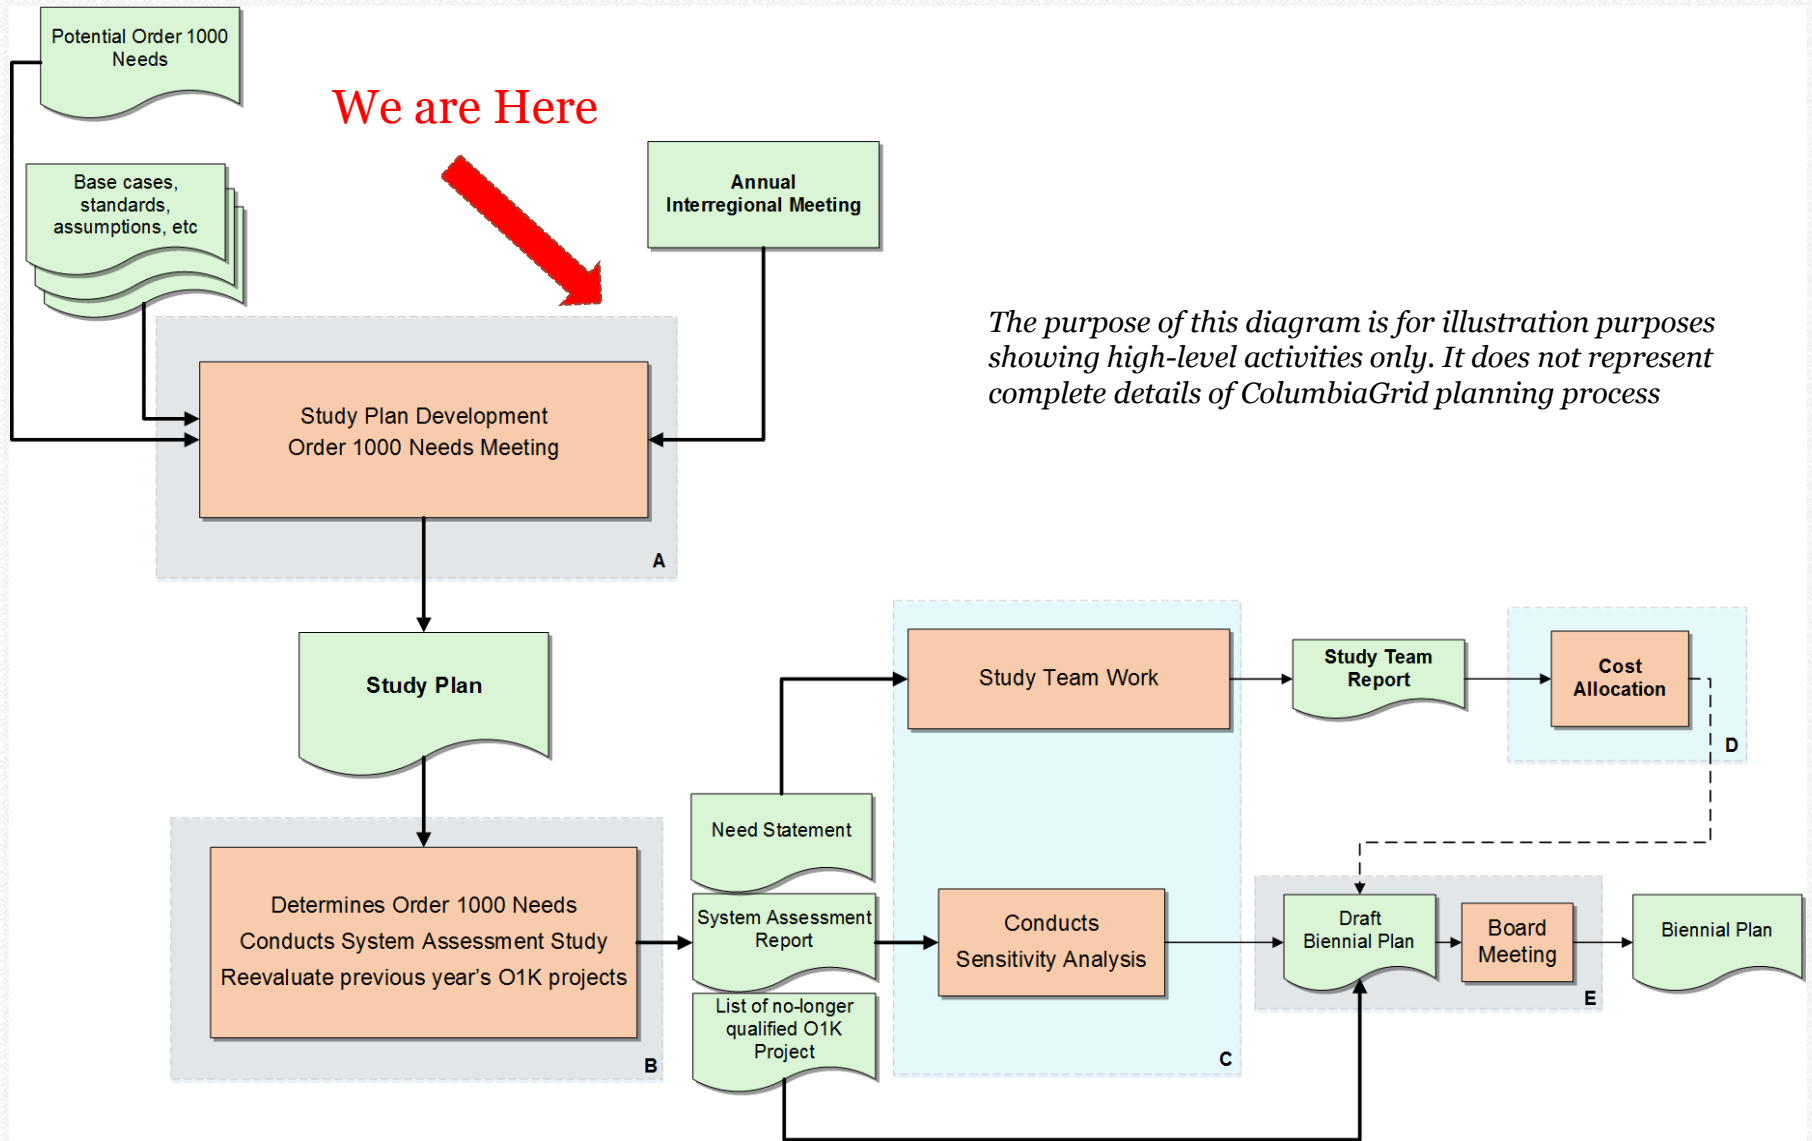 Potential Order 1000
Needs
We are Here
Base cases,
standards,
assumptions, etc
Annual
Interregional Meeting
The purpose of this diagram is for illustration purposes
showing high-level activities only. It does not represent
complete details of ColumbiaGrid planning process
Study Plan Development
Order 1000 Needs Meeting
A
Study Plan
Study Team Work
Study Team
Report
Cost
Allocation
D
Need Statement
Determines Order 1000 Needs
Conducts System Assessment Study
Reevaluate previous year's O1K projects
B
System Assessment
Report
Conducts
Sensitivity Analysis
C
Draft
Biennial Plan
Board
Meeting
E
Biennial Plan
List of no-longer
qualified O1K
Project